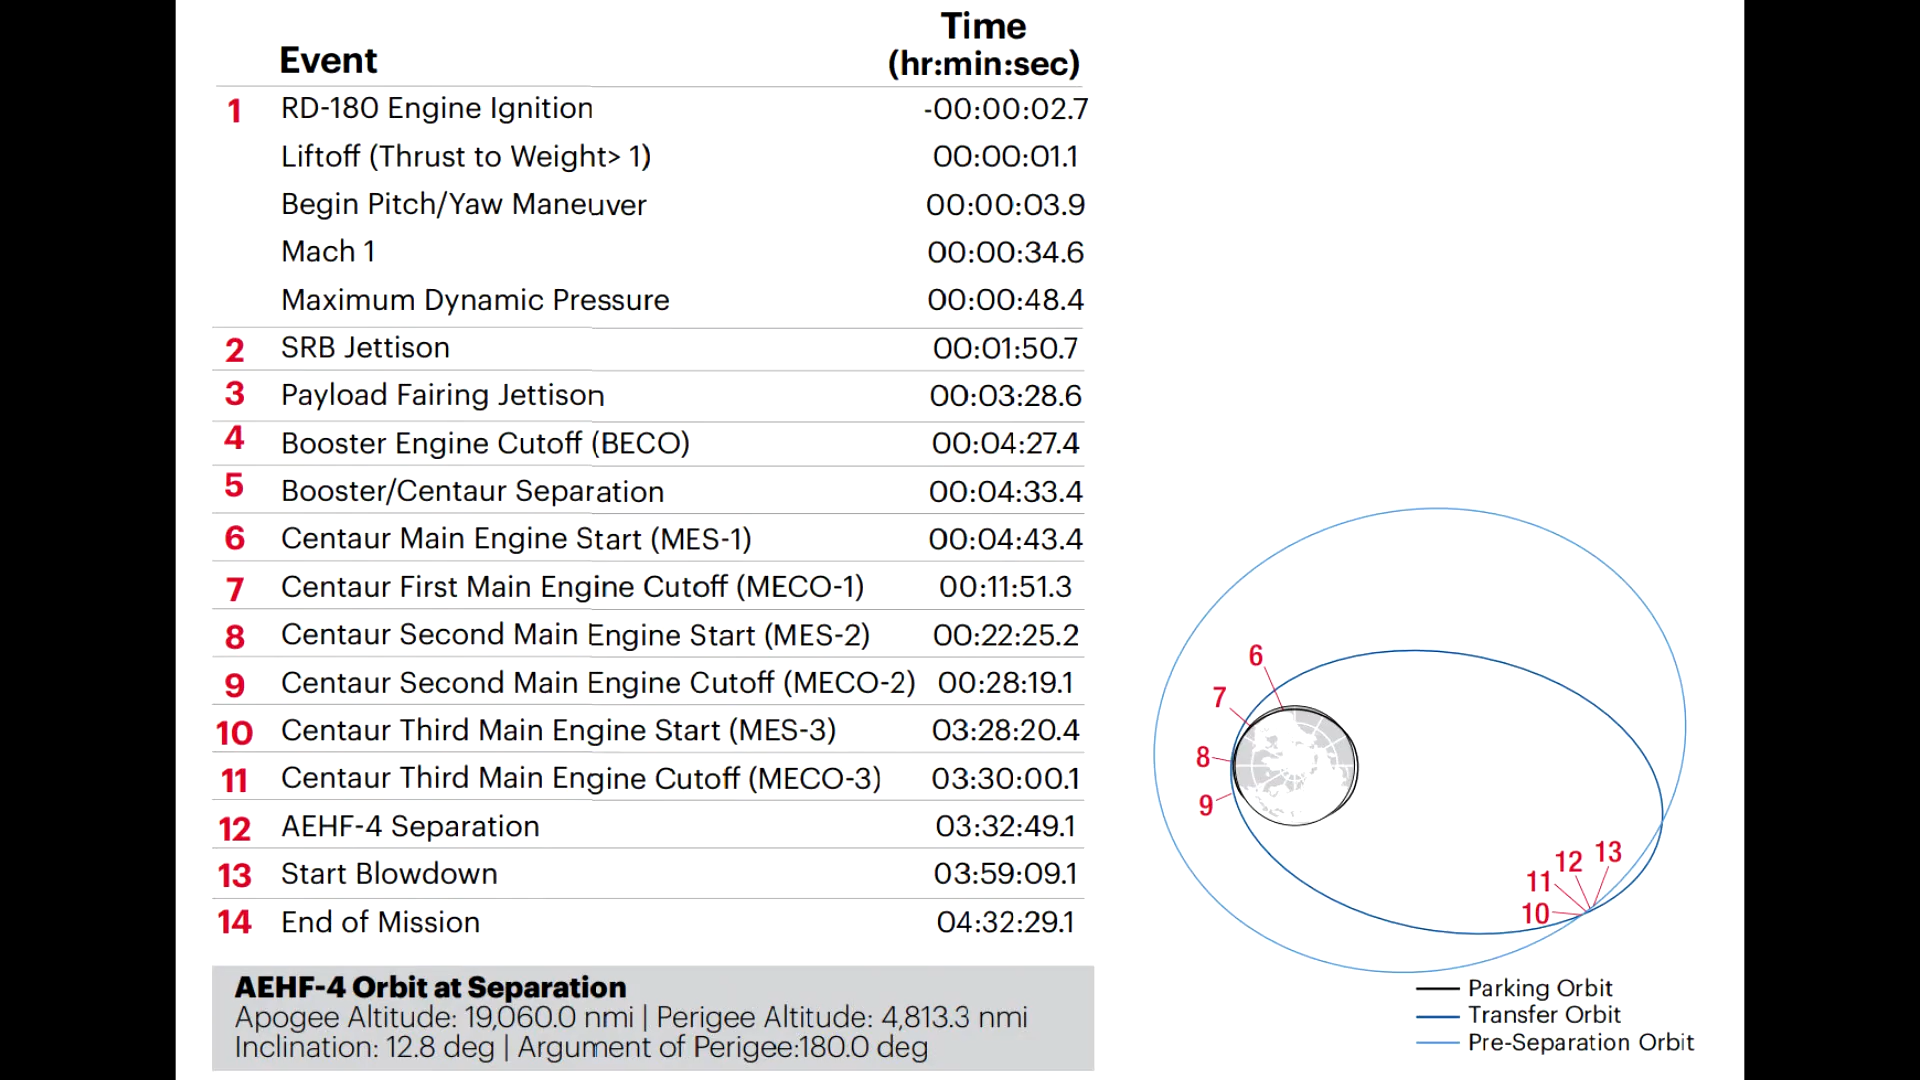 Event Time
(hr:min:sec)
1 RD-180 Engine Ignition -00:00:02.7
Liftoff (Thrust to Weight> 1) 00:00:01.1
Begin Pitch/Yaw Maneuver 00:00:03.9
Mach 1 00:00:34.6
Maximum Dynamic Pressure 00:00:48.4
2 SRB Jettison 00:01:50.7
3 Payload Fairing Jettison 00:03:28.6
4 Booster Engine Cutoff (BECO) 00:04:27.4
5 Booster/Centaur Separation 00:04:33.4
6 Centaur Main Engine Start (MES-1) 00:04:43.4
7 Centaur First Main Engine Cutoff (MECO-1) 00:11:51.3
8 Centaur Second Main Engine Start (MES-2) 00:22:25.2
9 Centaur Second Main Engine Cutoff (MECO-2) 00:28:19.1
10 Centaur Third Main Engine Start (MES-3) 03:28:20.4
11 Centaur Third Main Engine Cutoff (MECO-3) 03:30:00.1
12 AEHF-4 Separation 03:32:49.1
13 Start Blowdown 03:59:09.1
14 End of Mission 04:32:29.1
AEHF-4 Orbit at Separation
Apogee Altitude: 19,060.0 nmi | Perigee Altitude: 4,813.3 nmi
Inclination: 12.8 deg | Argument of Perigee:180.0 deg
6
7
8
9
10
11
12
13
Parking Orbit
Transfer Orbit
Pre-Separation Orbit